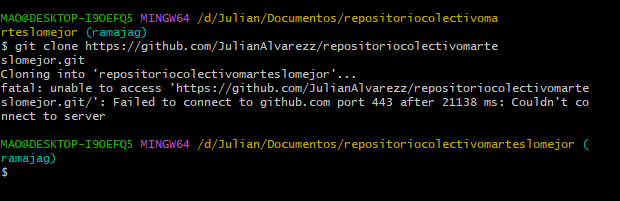 MAO@DESKTOP-I9OEFQ5 MINGW64 /d/Julian/Documentos/repositoriocolectivoma
rteslomejor (ramajag)
$ git clone https://github.com/JulianAlvarezz/repositoriocolectivomarte
slomejor.git
Cloning into 'repositoriocolectivomarteslomejor'...
fatal: unable to access 'https://github.com/JulianAlvarezz/repositoriocolectivomarte
slomejor.git/': Failed to connect to github.com port 443 after 21138 ms: Couldn't co
nnect to server
MAO@DESKTOP-I9OEFQ5 MINGW64 /d/Julian/Documentos/repositoriocolectivomarteslomejor (
ramajag)
$